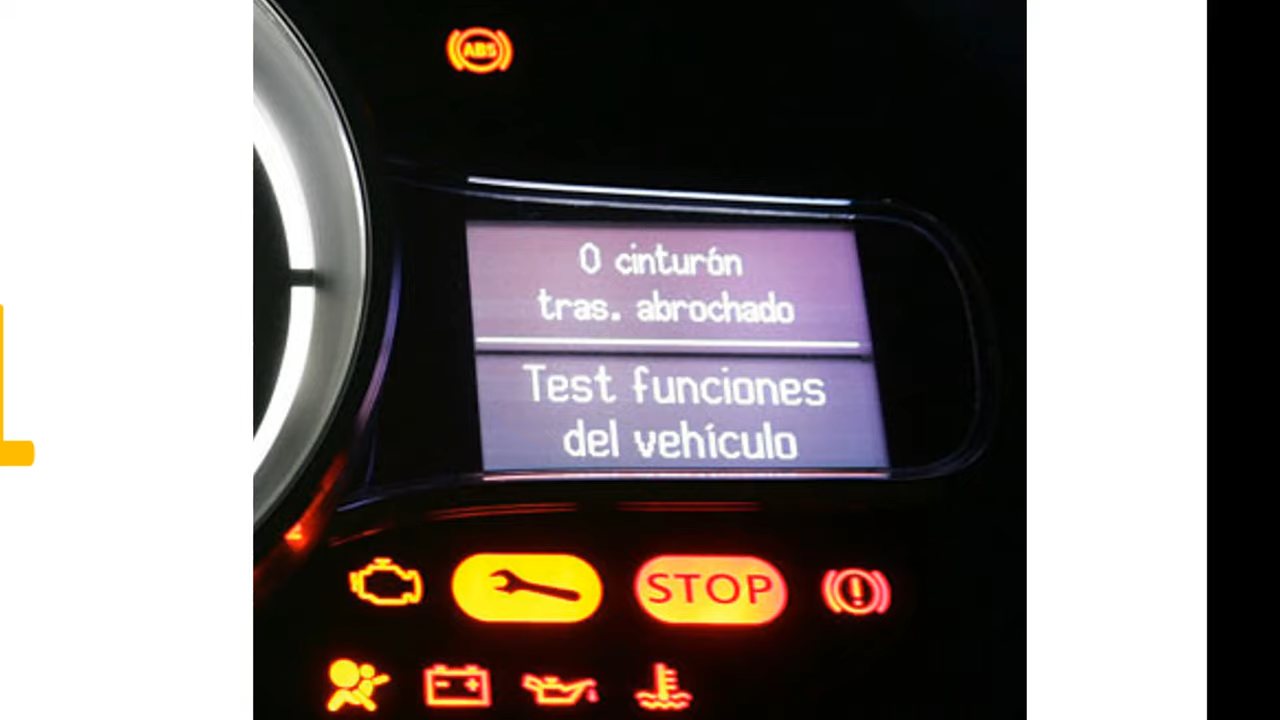 ABS
0 cinturón
tras. abrochado
Test funciones
del vehículo
STOP